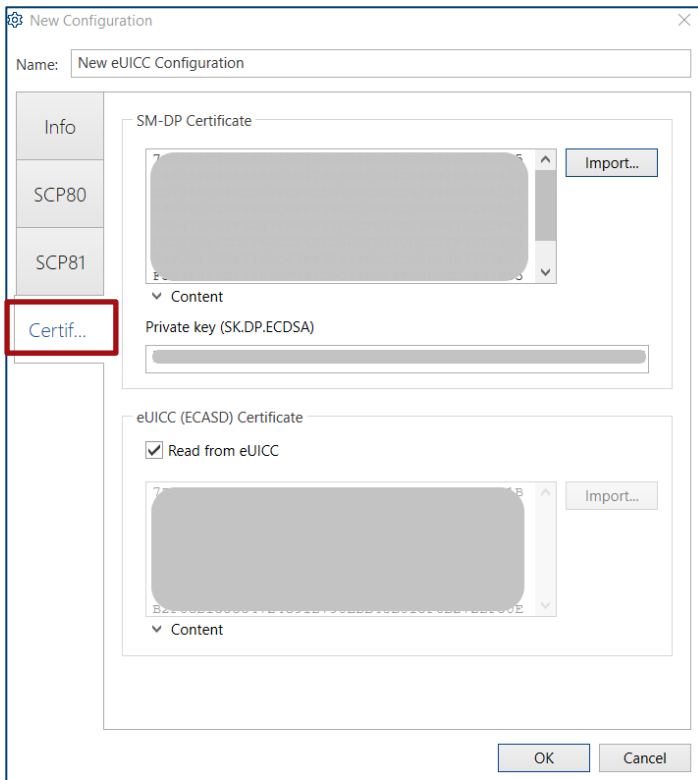 New Configuration
Name: New eUICC Configuration
Info
SCP80
SCP81
Certif...
SM-DP Certificate
Import...
Content
Private key (SK.DP.ECDSA)
eUICC (ECASD) Certificate
Read from eUICC
Import...
Content
OK Cancel